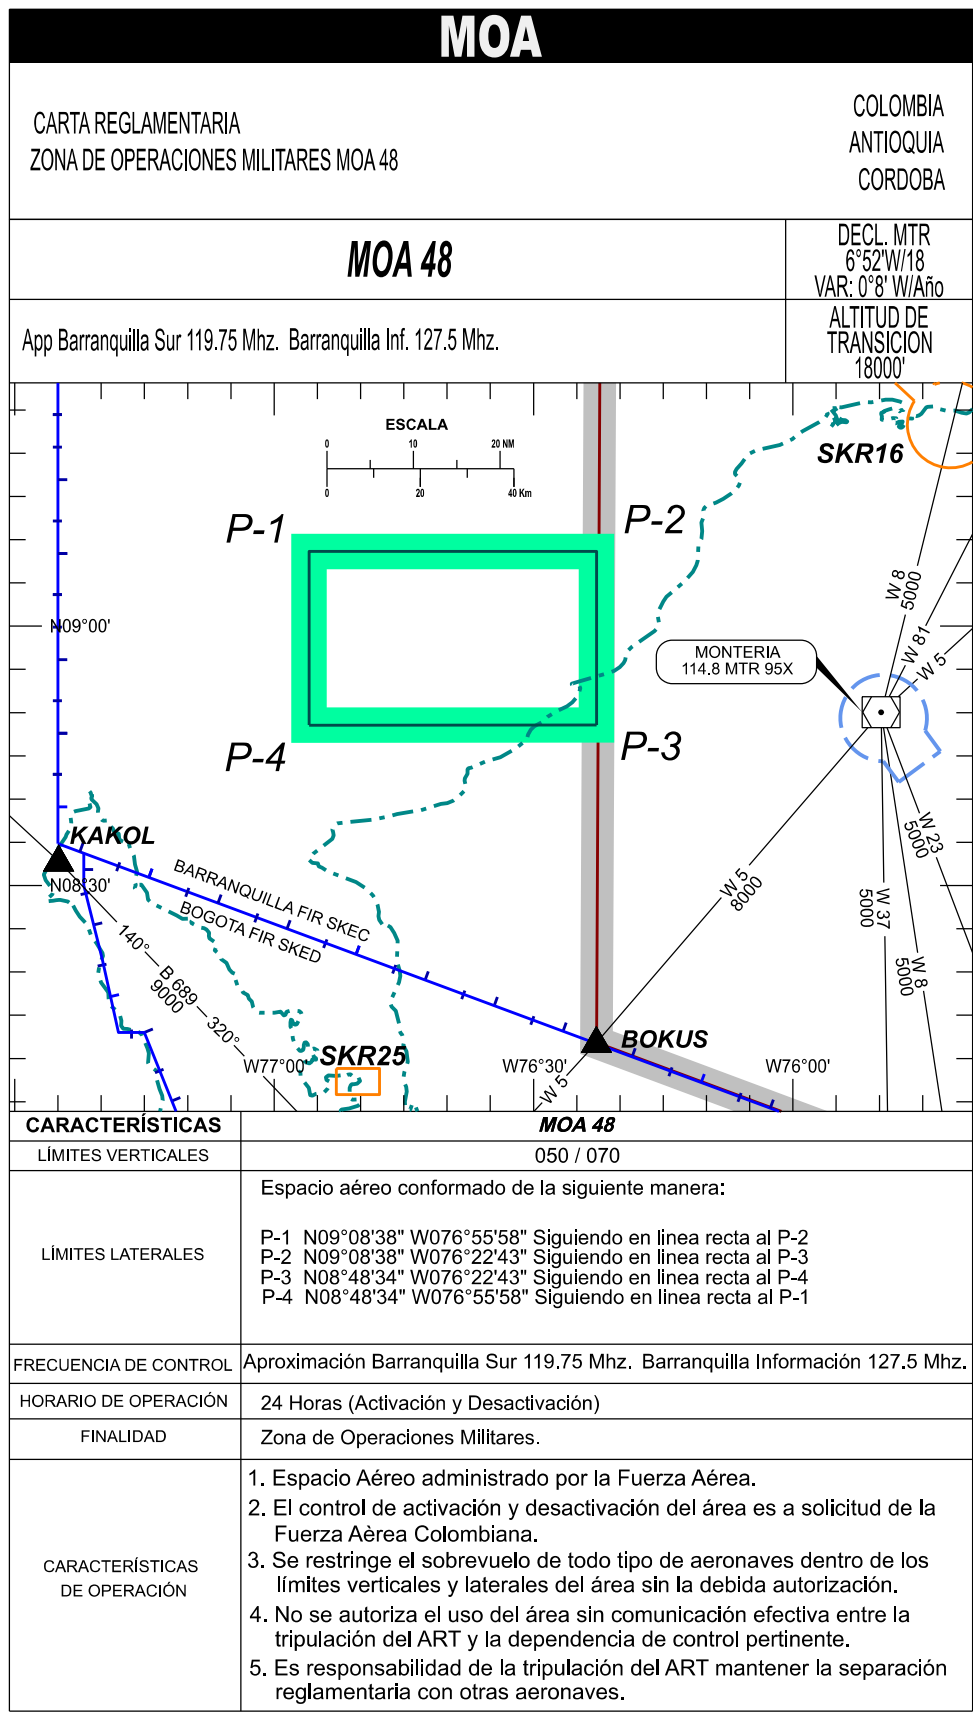 MOA
CARTA REGLAMENTARIA
ZONA DE OPERACIONES MILITARES MOA 48
COLOMBIA
ANTIOQUIA
CORDOBA
MOA 48
DECL. MTR
6°52'W/18
VAR: 0°8' W/Año
App Barranquilla Sur 119.75 Mhz.  Barranquilla Inf. 127.5 Mhz.
ALTITUD DE
TRANSICION
18000'
ESCALA
0 10 20 NM
0 20 40 Km
SKR16
P-1
P-2
W 8
5000
N09°00'
W 81
W 5
MONTERIA
114.8 MTR 95X
P-4
P-3
KAKOL
W 23
5000
N08°30'
BARRANQUILLA FIR SKEC
BOGOTA FIR SKED
W 5
8000
W 37
5000
W 8
5000
140°
B 689
9000
320°
SKR25
BOKUS
W77°00'
W76°30'
W76°00'
W 5
CARACTERÍSTICAS
MOA 48
LÍMITES VERTICALES
050 / 070
LÍMITES LATERALES
Espacio aéreo conformado de la siguiente manera:
P-1  N09°08'38" W076°55'58" Siguiendo en linea recta al P-2
P-2  N09°08'38" W076°22'43" Siguiendo en linea recta al P-3
P-3  N08°48'34" W076°22'43" Siguiendo en linea recta al P-4
P-4  N08°48'34" W076°55'58" Siguiendo en linea recta al P-1
FRECUENCIA DE CONTROL
Aproximación Barranquilla Sur 119.75 Mhz.  Barranquilla Información 127.5 Mhz.
HORARIO DE OPERACIÓN
24 Horas (Activación y Desactivación)
FINALIDAD
Zona de Operaciones Militares.
CARACTERÍSTICAS
DE OPERACIÓN
1. Espacio Aéreo administrado por la Fuerza Aérea.
2. El control de activación y desactivación del área es a solicitud de la
Fuerza Aèrea Colombiana.
3. Se restringe el sobrevuelo de todo tipo de aeronaves dentro de los
límites verticales y laterales del área sin la debida autorización.
4. No se autoriza el uso del área sin comunicación efectiva entre la
tripulación del ART y la dependencia de control pertinente.
5. Es responsabilidad de la tripulación del ART mantener la separación
reglamentaria con otras aeronaves.